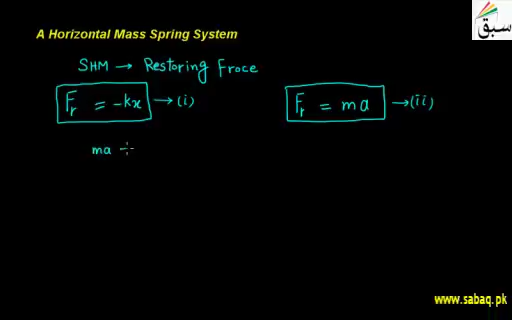 سبق
A Horizontal Mass Spring System
SHM → Restoring Froce
Fr = -kx → (i)
Fr = ma → (ii)
ma
www.sabaq.pk